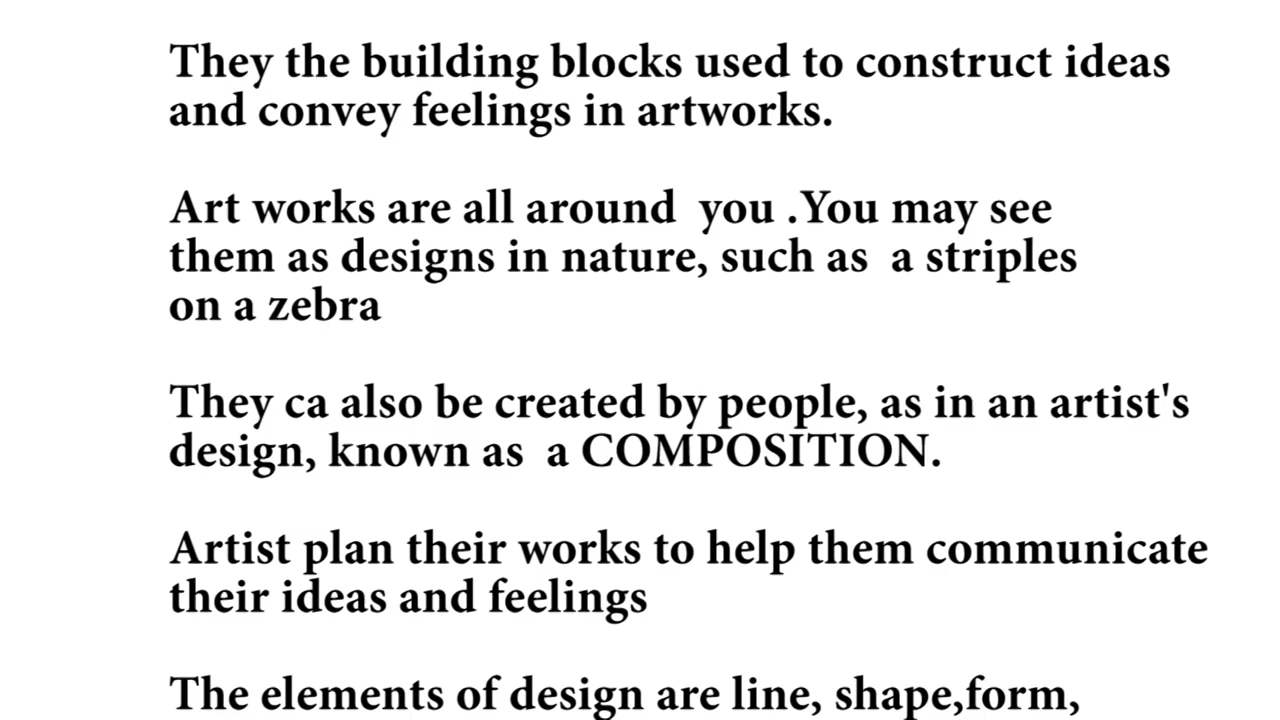 They the building blocks used to construct ideas
and convey feelings in artworks.
Art works are all around  you .You may see
them as designs in nature, such as  a striples
on a zebra
They ca also be created by people, as in an artist's
design, known as  a COMPOSITION.
Artist plan their works to help them communicate
their ideas and feelings
The elements of design are line, shape,form,